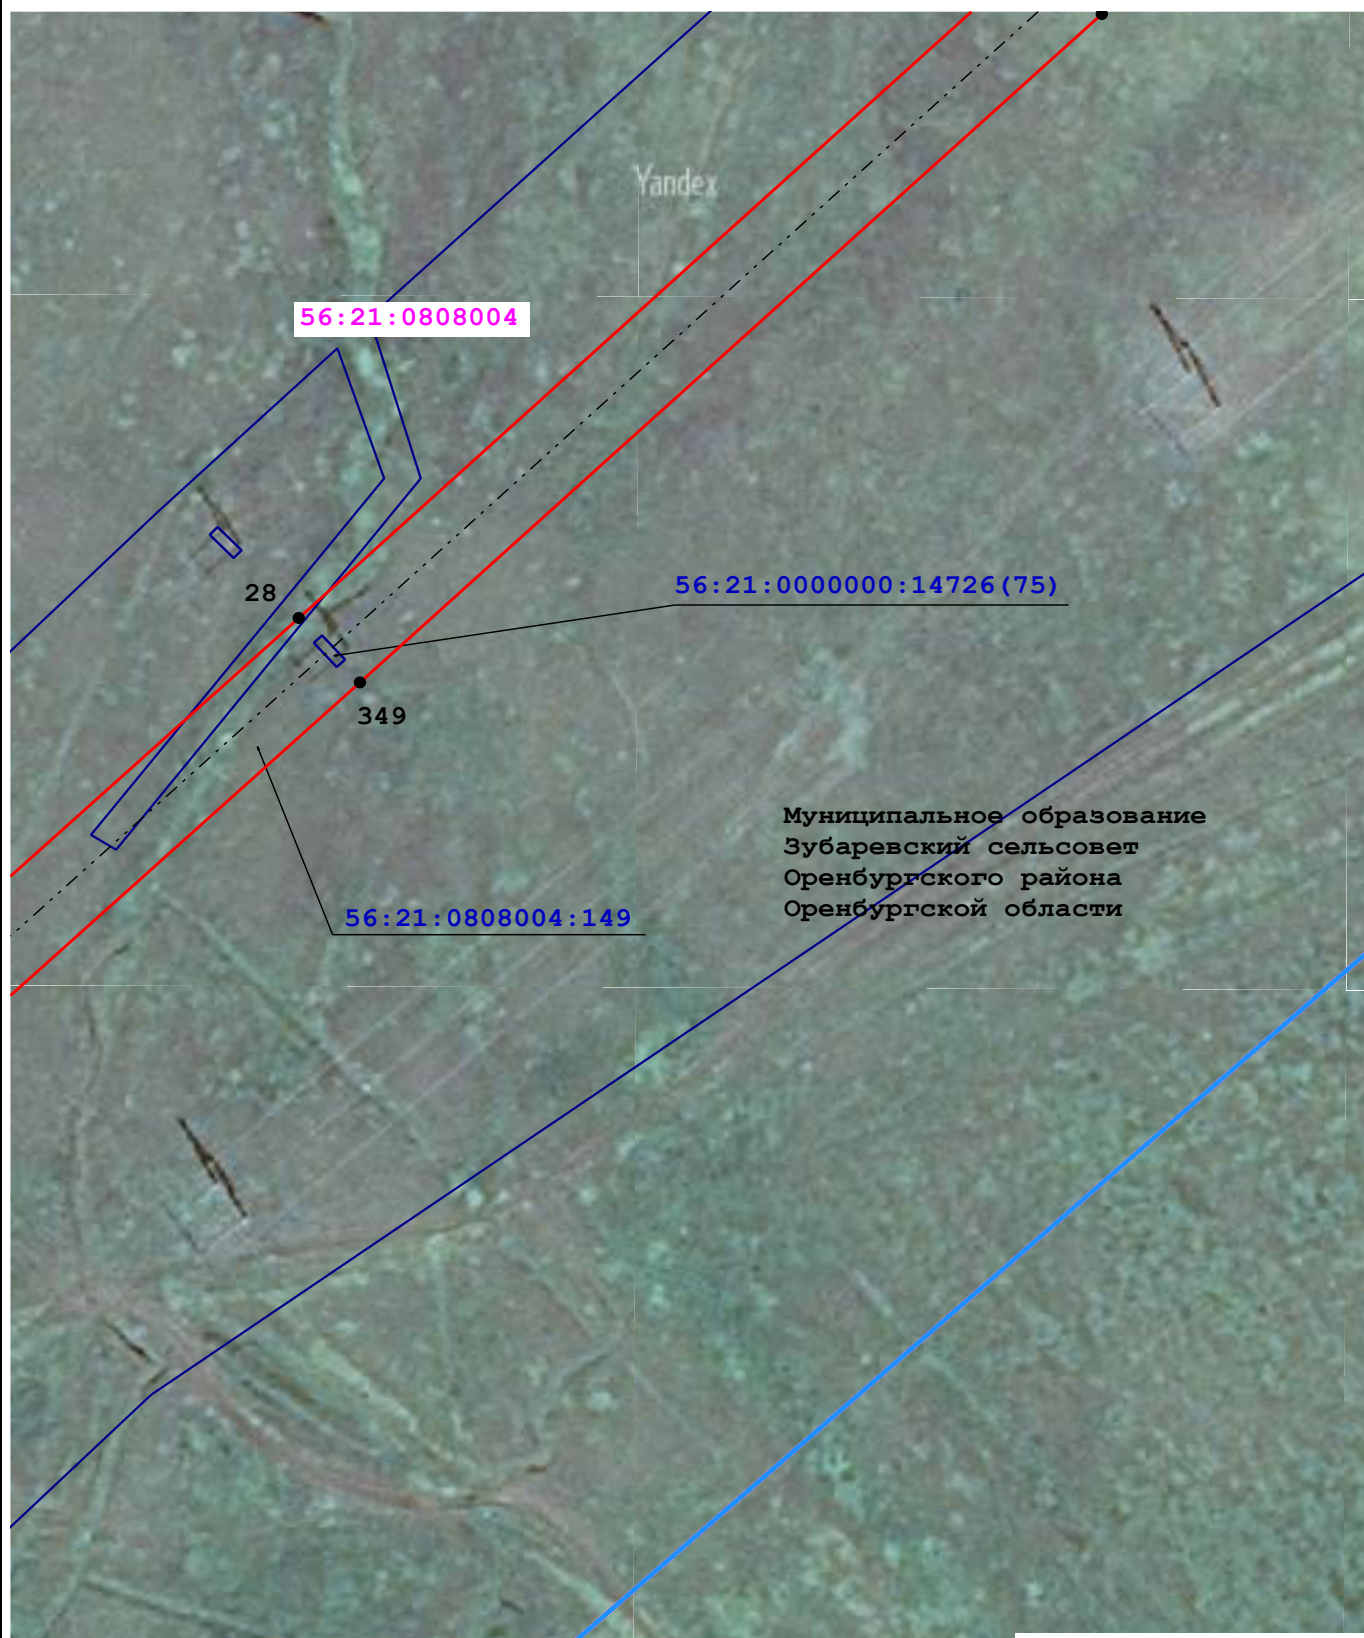 Yandex
56:21:0808004
28
56:21:0000000:14726(75)
349
Муниципальное образование
Зубаревский сельсовет
Оренбургского района
Оренбургской области
56:21:0808004:149